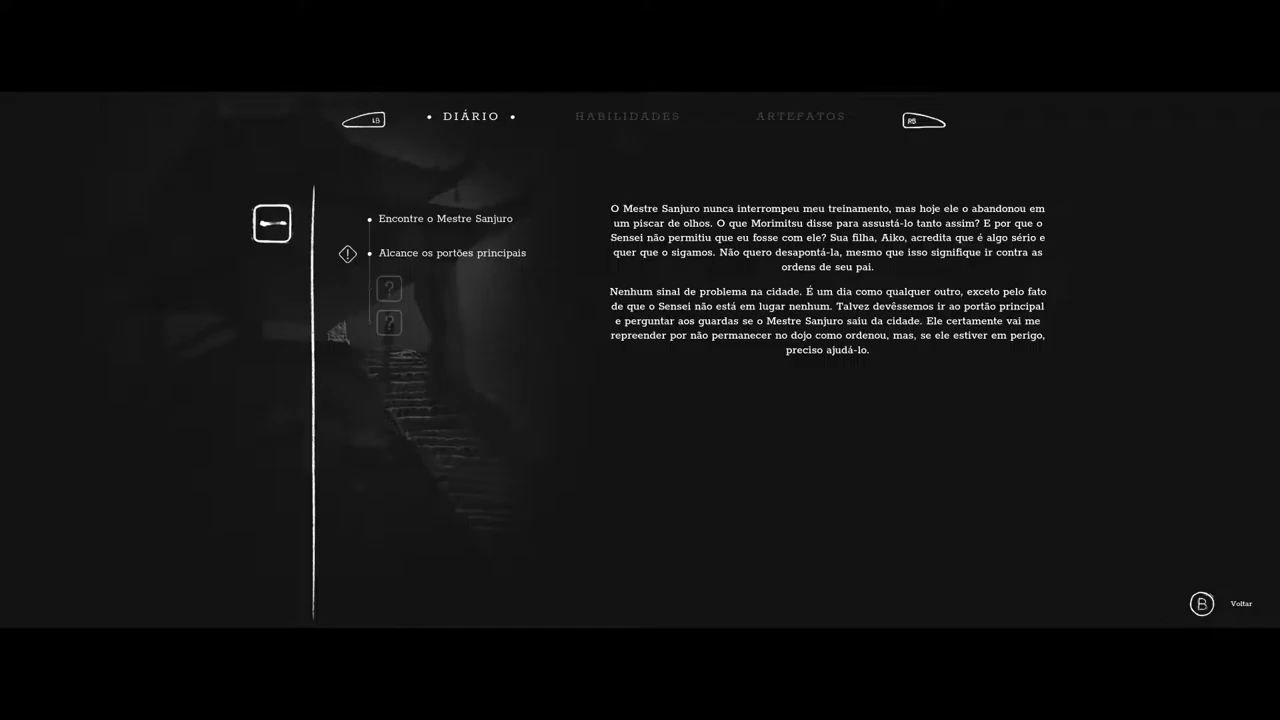 LB
• DIÁRIO •
HABILIDADES
ARTEFATOS
RB
Encontre o Mestre Sanjuro
! Alcance os portões principais
?
?
O Mestre Sanjuro nunca interrompeu meu treinamento, mas hoje ele o abandonou em
um piscar de olhos. O que Morimitsu disse para assustá-lo tanto assim? E por que o
Sensei não permitiu que eu fosse com ele? Sua filha, Aiko, acredita que é algo sério e
quer que o sigamos. Não quero desapontá-la, mesmo que isso signifique ir contra as
ordens de seu pai.
Nenhum sinal de problema na cidade. É um dia como qualquer outro, exceto pelo fato
de que o Sensei não está em lugar nenhum. Talvez devêssemos ir ao portão principal
e perguntar aos guardas se o Mestre Sanjuro saiu da cidade. Ele certamente vai me
repreender por não permanecer no dojo como ordenou, mas, se ele estiver em perigo,
preciso ajudá-lo.
B Voltar